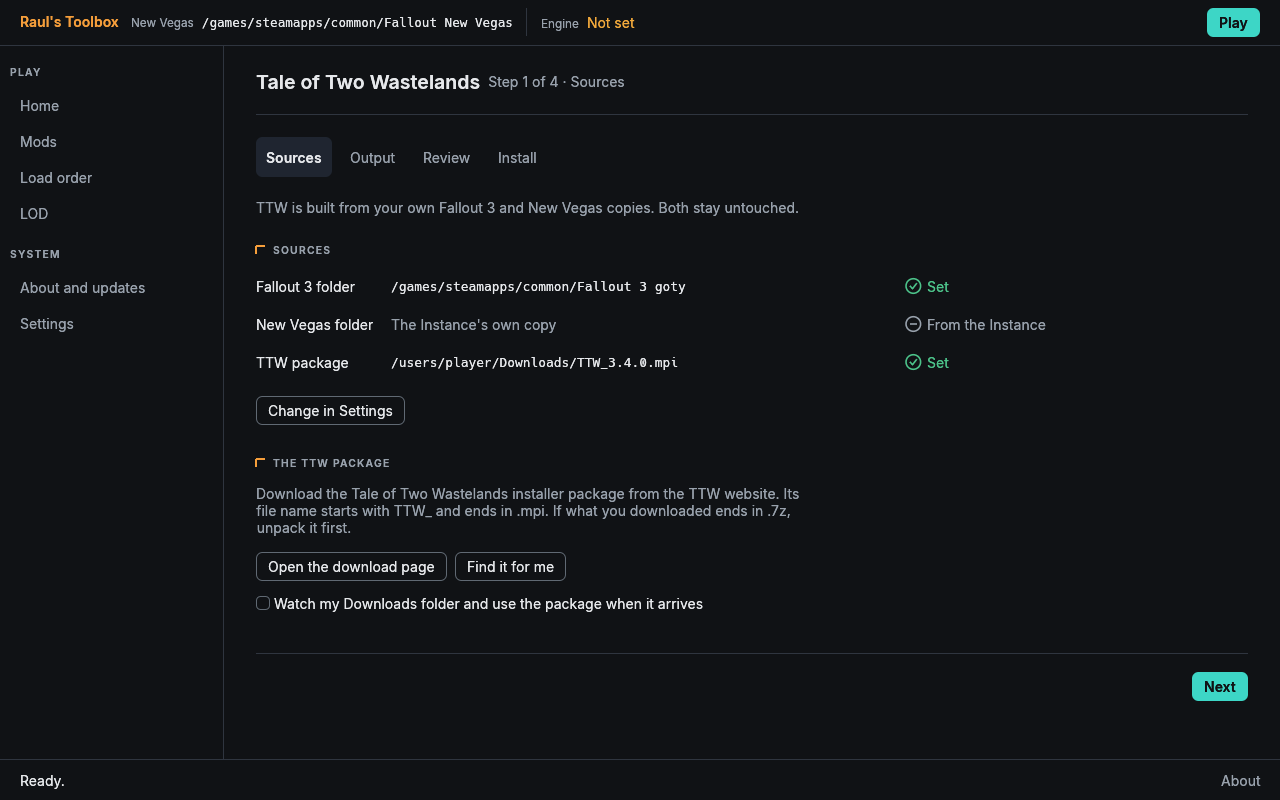 Raul's Toolbox New Vegas /games/steamapps/common/Fallout New Vegas Engine Not set Play
PLAY
Home
Mods
Load order
LOD
SYSTEM
About and updates
Settings
Tale of Two Wastelands Step 1 of 4 · Sources
Sources Output Review Install
TTW is built from your own Fallout 3 and New Vegas copies. Both stay untouched.
SOURCES
Fallout 3 folder /games/steamapps/common/Fallout 3 goty Set
New Vegas folder The Instance's own copy From the Instance
TTW package /users/player/Downloads/TTW_3.4.0.mpi Set
Change in Settings
THE TTW PACKAGE
Download the Tale of Two Wastelands installer package from the TTW website. Its
file name starts with TTW_ and ends in .mpi. If what you downloaded ends in .7z,
unpack it first.
Open the download page Find it for me
Watch my Downloads folder and use the package when it arrives
Next
Ready. About